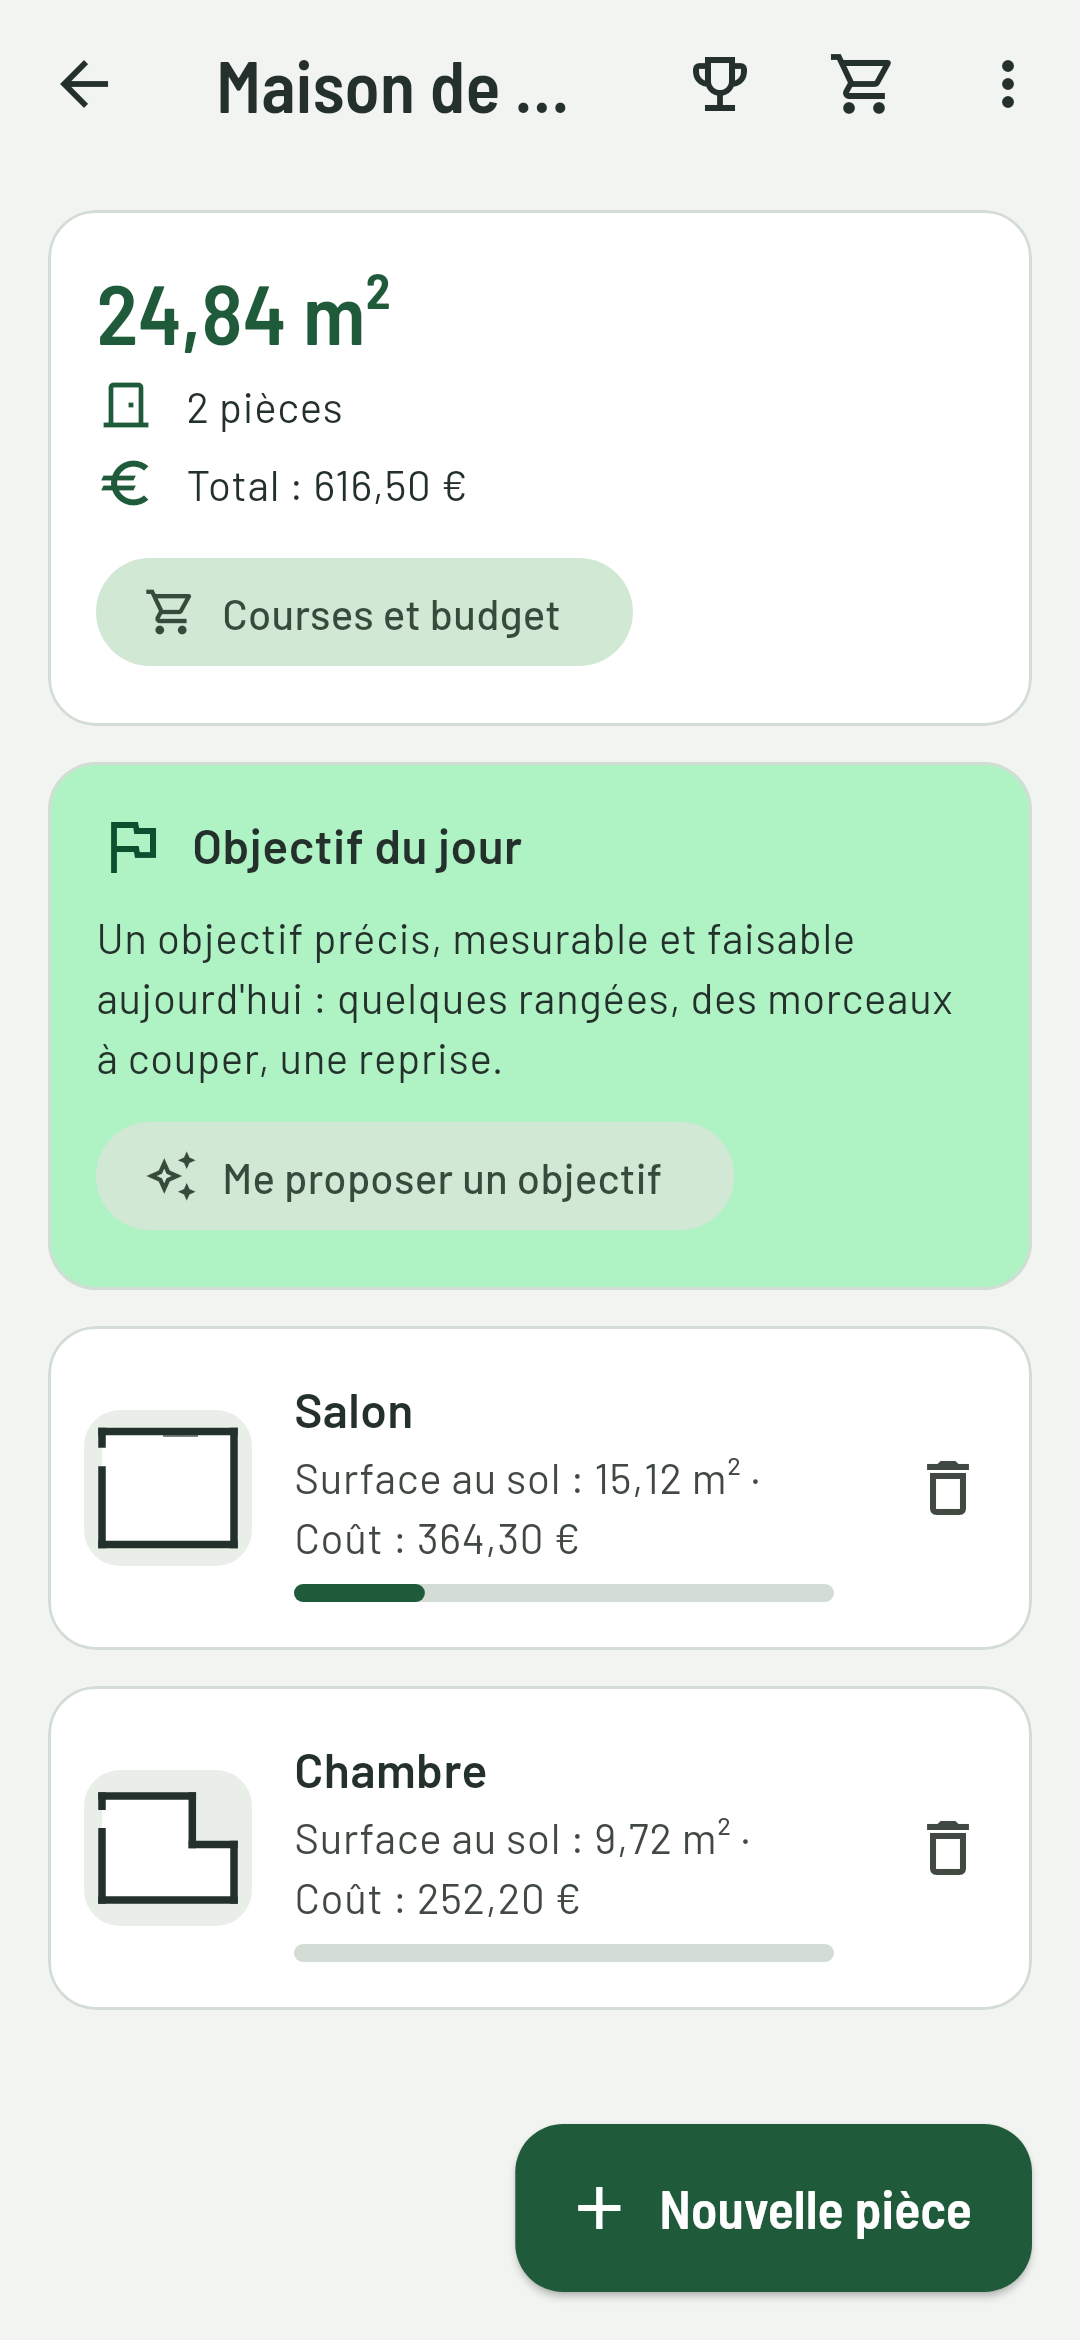 Maison de ...
24,84 m²
2 pièces
Total : 616,50 €
Courses et budget
Objectif du jour
Un objectif précis, mesurable et faisable
aujourd'hui : quelques rangées, des morceaux
à couper, une reprise.
Me proposer un objectif
Salon
Surface au sol : 15,12 m² ·
Coût : 364,30 €
Chambre
Surface au sol : 9,72 m² ·
Coût : 252,20 €
Nouvelle pièce